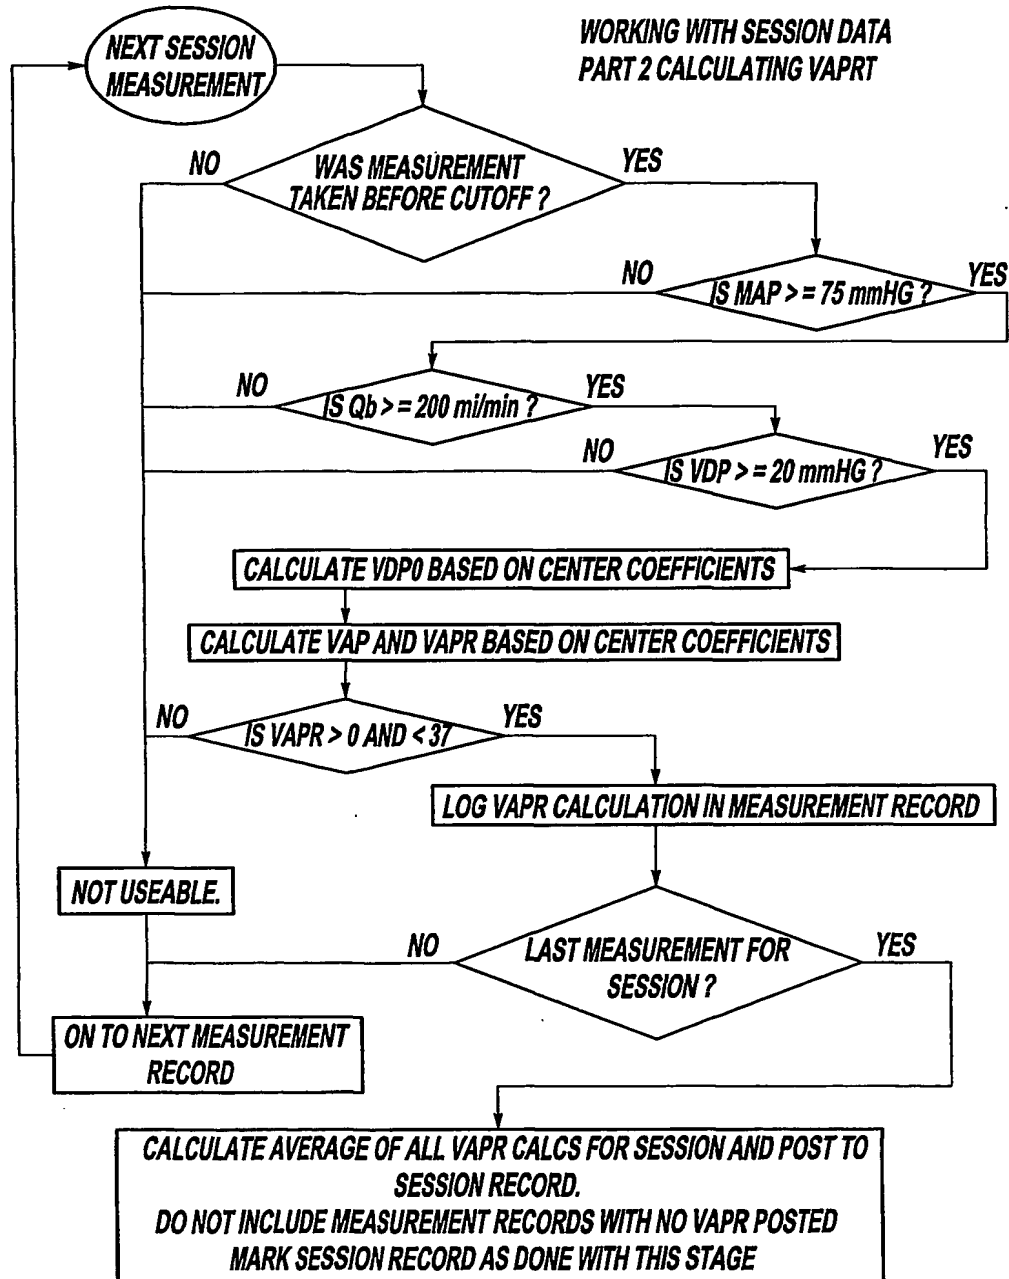 WORKING WITH SESSION DATA
PART 2 CALCULATING VAPRT
NEXT SESSION
MEASUREMENT
NO
WAS MEASUREMENT
TAKEN BEFORE CUTOFF ?
YES
NO
IS MAP > = 75 mmHG ?
YES
NO
IS Qb > = 200 mi/min ?
YES
NO
IS VDP > = 20 mmHG ?
YES
CALCULATE VDP0 BASED ON CENTER COEFFICIENTS
CALCULATE VAP AND VAPR BASED ON CENTER COEFFICIENTS
NO
IS VAPR > 0 AND < 37
YES
LOG VAPR CALCULATION IN MEASUREMENT RECORD
NOT USEABLE.
NO
LAST MEASUREMENT FOR
SESSION ?
YES
ON TO NEXT MEASUREMENT
RECORD
CALCULATE AVERAGE OF ALL VAPR CALCS FOR SESSION AND POST TO
SESSION RECORD.
DO NOT INCLUDE MEASUREMENT RECORDS WITH NO VAPR POSTED
MARK SESSION RECORD AS DONE WITH THIS STAGE